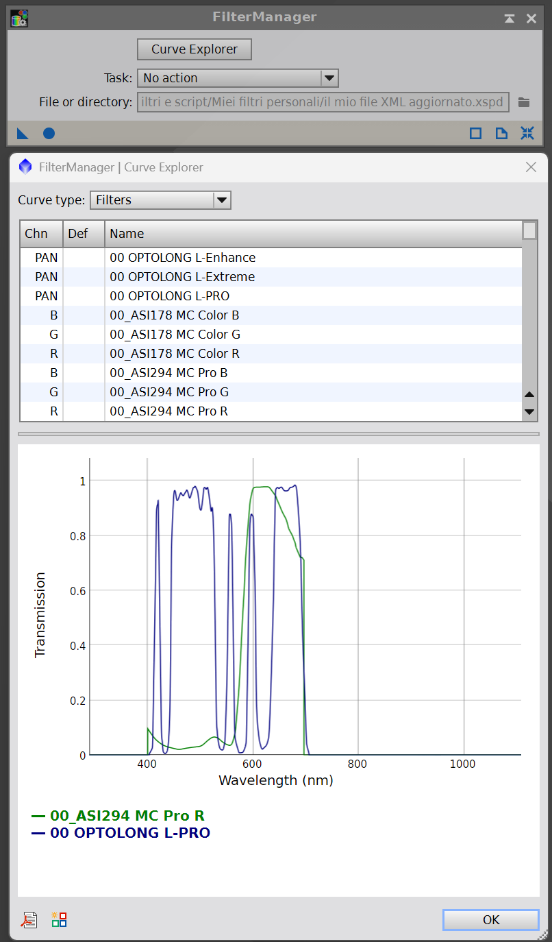 FilterManager
Curve Explorer
Task: No action
File or directory: iltri e script/Miei filtri personali/il mio file XML aggiornato.xspd
FilterManager | Curve Explorer
Curve type: Filters
Chn Def Name
PAN 00 OPTOLONG L-Enhance
PAN 00 OPTOLONG L-Extreme
PAN 00 OPTOLONG L-PRO
B 00_ASI178 MC Color B
G 00_ASI178 MC Color G
R 00_ASI178 MC Color R
B 00_ASI294 MC Pro B
G 00_ASI294 MC Pro G
R 00_ASI294 MC Pro R
1
0.8
0.6
0.4
0.2
0
Transmission
400 600 800 1000
Wavelength (nm)
00_ASI294 MC Pro R
00 OPTOLONG L-PRO
OK